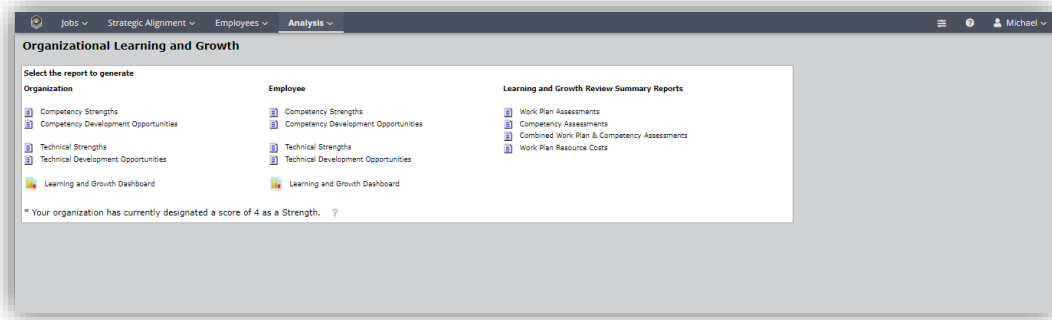 Jobs Strategic Alignment Employees Analysis Michael
Organizational Learning and Growth
Select the report to generate
Organization Employee Learning and Growth Review Summary Reports
Competency Strengths Competency Strengths Work Plan Assessments
Competency Development Opportunities Competency Development Opportunities Competency Assessments
Combined Work Plan & Competency Assessments
Technical Strengths Technical Strengths Work Plan Resource Costs
Technical Development Opportunities Technical Development Opportunities
Learning and Growth Dashboard Learning and Growth Dashboard
* Your organization has currently designated a score of 4 as a Strength. ?